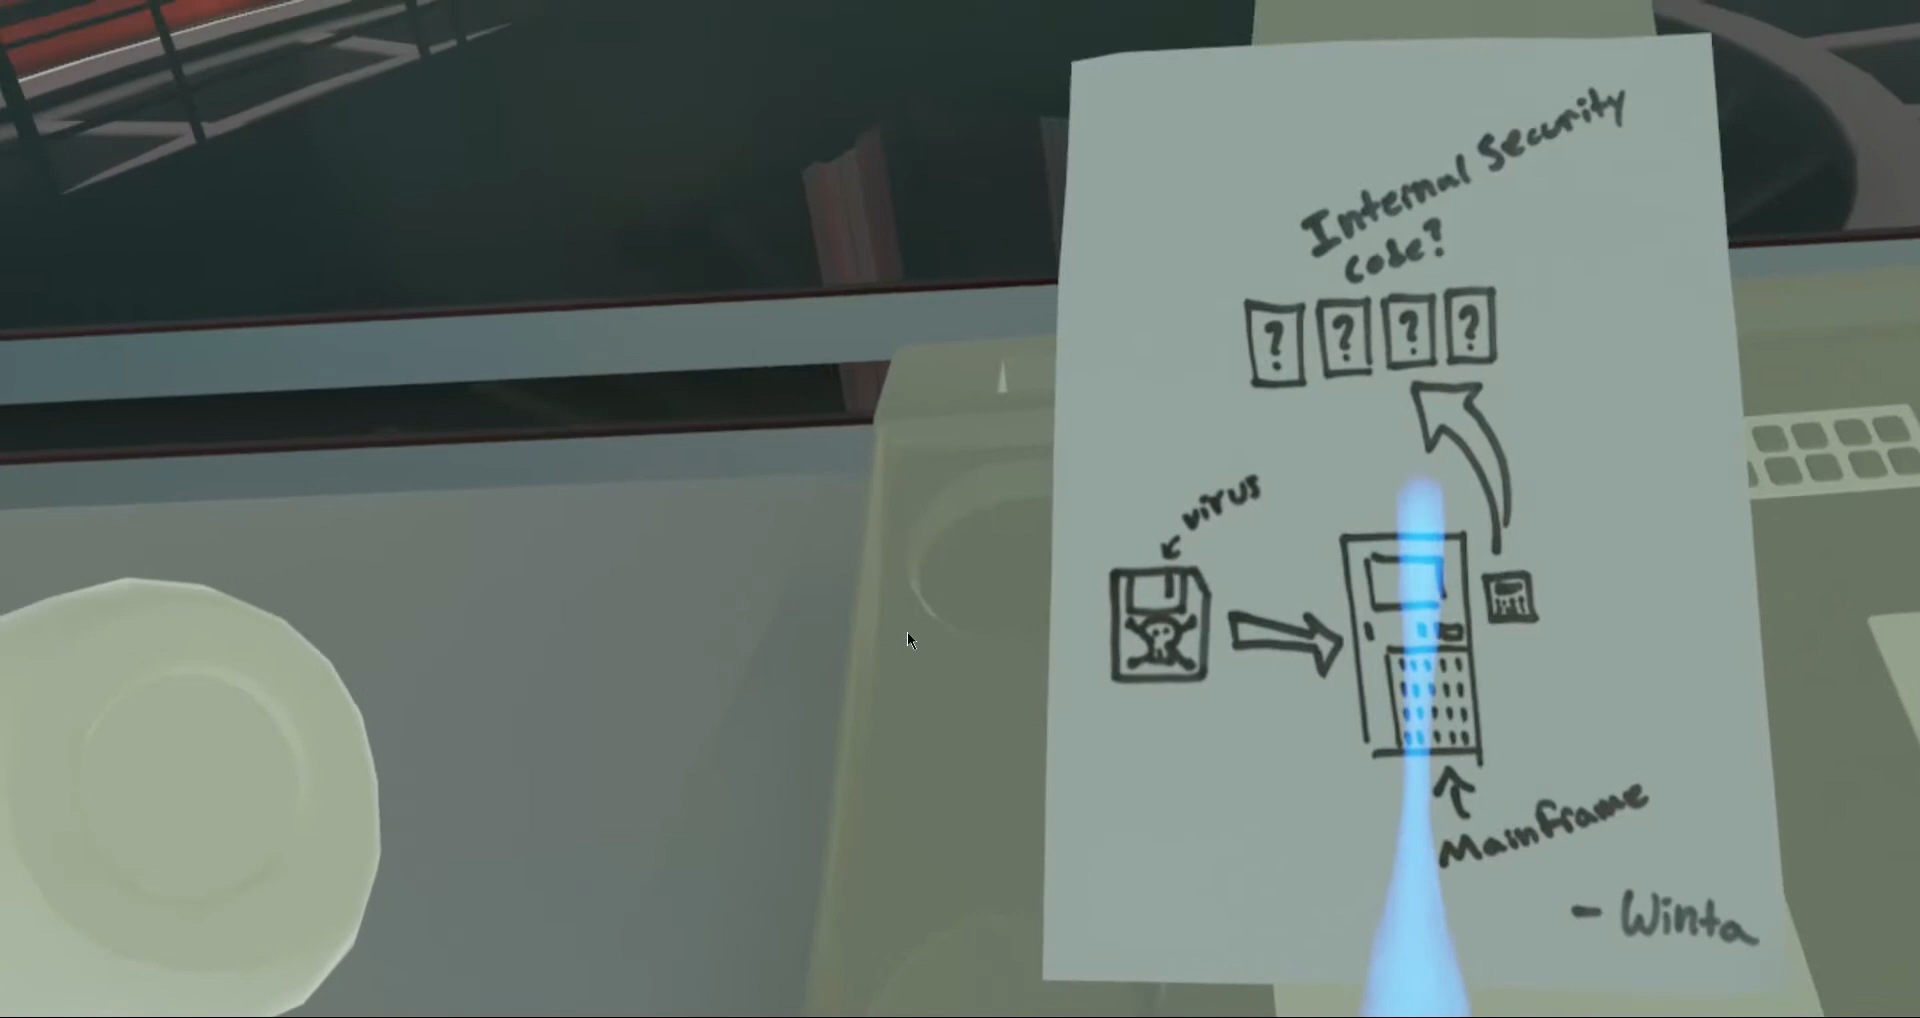 Internal Security
code?
? ? ? ?
virus
Mainframe
- Winta